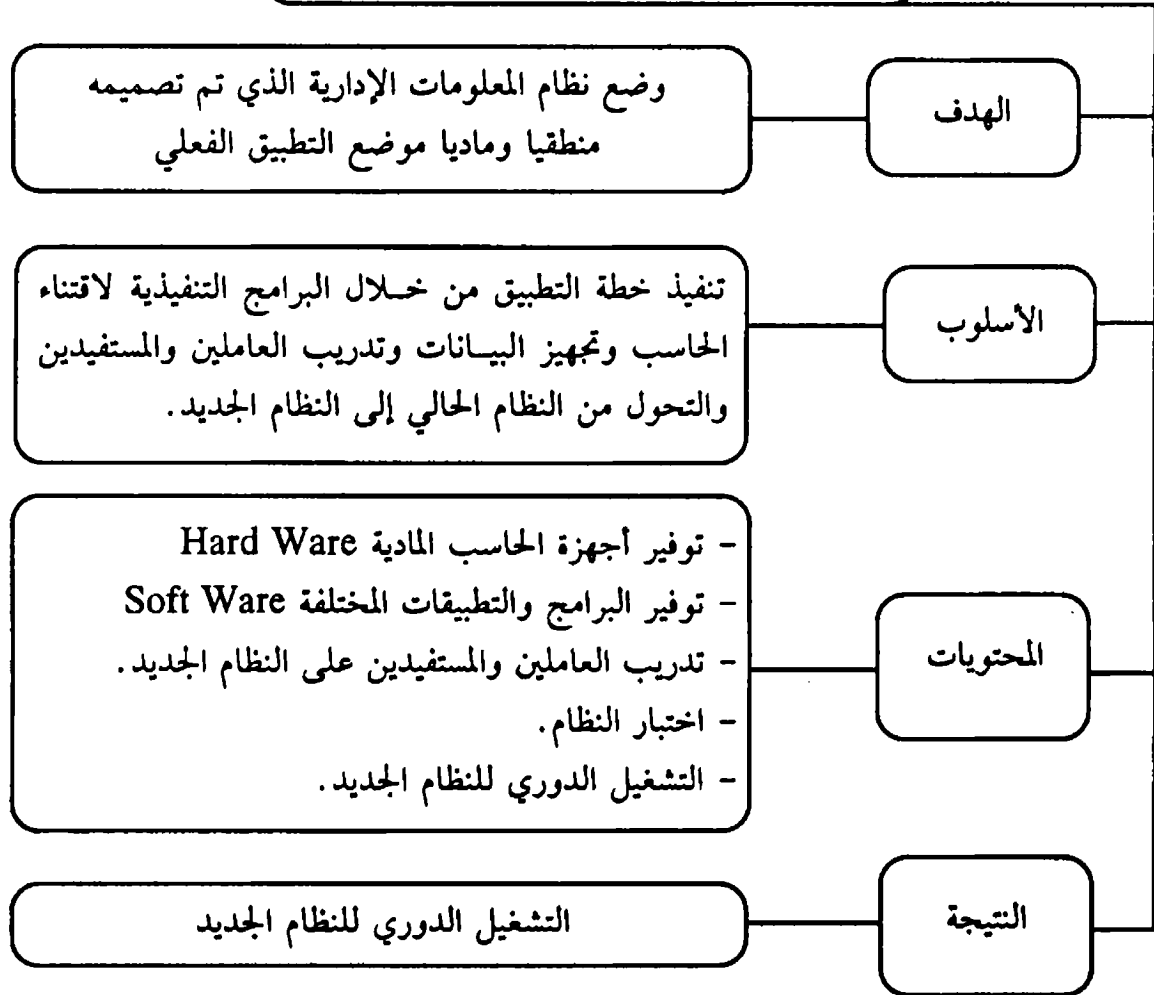 الهدف
وضع نظام المعلومات الإدارية الذي تم تصميمه
منطقيا وماديا موضع التطبيق الفعلي
الأسلوب
تنفيذ خطة التطبيق من خلال البرامج التنفيذية لاقتناء
الحاسب وتجهيز البيانات وتدريب العاملين والمستفيدين
والتحول من النظام الحالي إلى النظام الجديد.
المحتويات
- توفير أجهزة الحاسب المادية Hard Ware
- توفير البرامج والتطبيقات المختلفة Soft Ware
- تدريب العاملين والمستفيدين على النظام الجديد.
- اختبار النظام.
- التشغيل الدوري للنظام الجديد.
النتيجة
التشغيل الدوري للنظام الجديد